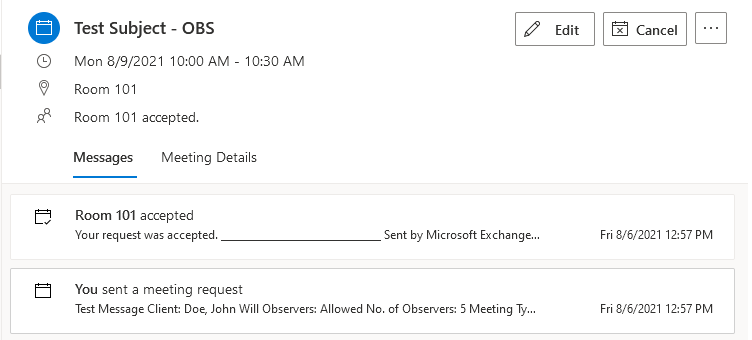 Test Subject - OBS
Edit
Cancel
...
Mon 8/9/2021 10:00 AM - 10:30 AM
Room 101
Room 101 accepted.
Messages
Meeting Details
Room 101 accepted
Your request was accepted. ________________________ Sent by Microsoft Exchange...
Fri 8/6/2021 12:57 PM
You sent a meeting request
Test Message Client: Doe, John Will Observers: Allowed No. of Observers: 5 Meeting Ty...
Fri 8/6/2021 12:57 PM